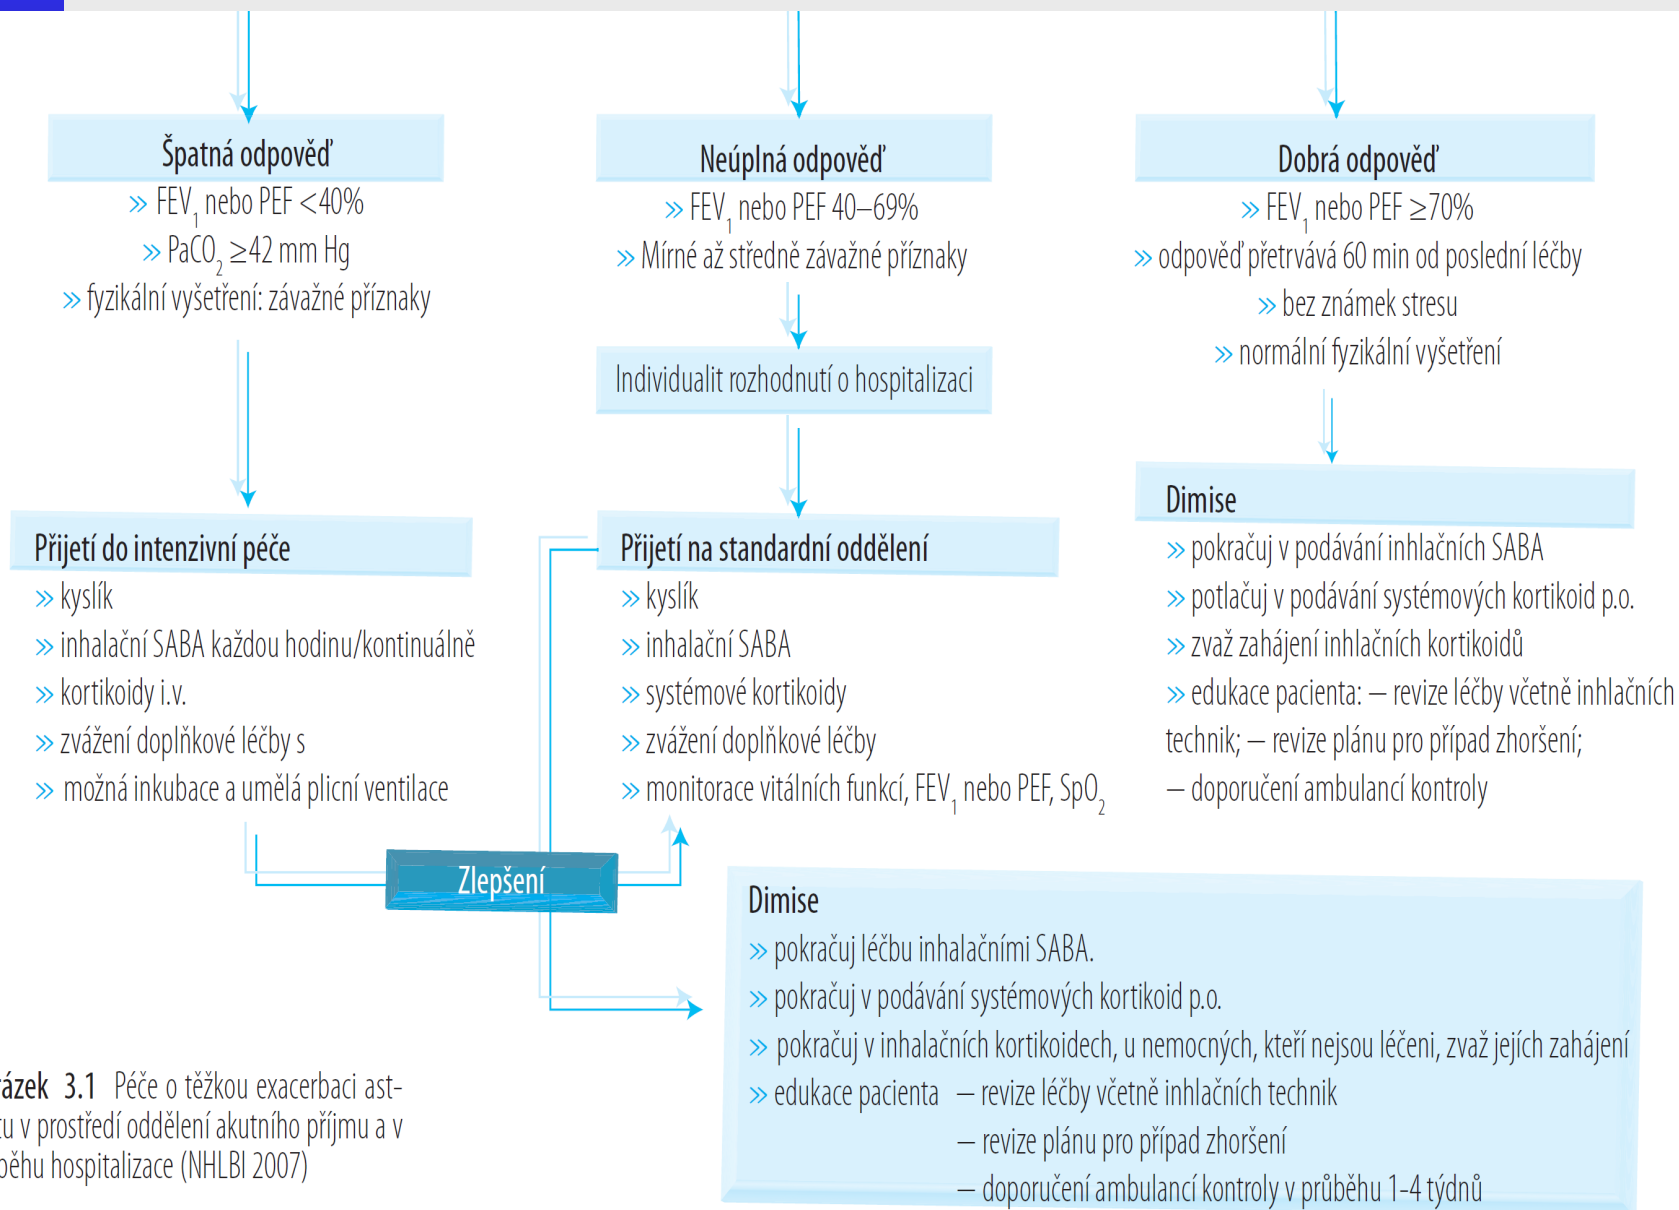 Špatná odpověď
» FEV1 nebo PEF <40%
» PaCO2 ≥42 mm Hg
» fyzikální vyšetření: závažné příznaky
Neúplná odpověď
» FEV1 nebo PEF 40–69%
» Mírné až středně závažné příznaky
Individualit rozhodnutí o hospitalizaci
Dobrá odpověď
» FEV1 nebo PEF ≥70%
» odpověď přetrvává 60 min od poslední léčby
» bez známek stresu
» normální fyzikální vyšetření
Přijetí do intenzivní péče
» kyslík
» inhalační SABA každou hodinu/kontinuálně
» kortikoidy i.v.
» zvážení doplňkové léčby s
» možná inkubace a umělá plicní ventilace
Přijetí na standardní oddělení
» kyslík
» inhalační SABA
» systémové kortikoidy
» zvážení doplňkové léčby
» monitorace vitálních funkcí, FEV1 nebo PEF, SpO2
Dimise
» pokračuj v podávání inhlačních SABA
» potlačuj v podávání systémových kortikoid p.o.
» zvaž zahájení inhlačních kortikoidů
» edukace pacienta: – revize léčby včetně inhlačních
technik; – revize plánu pro případ zhoršení;
– doporučení ambulancí kontroly
Zlepšení
Dimise
» pokračuj léčbu inhalačními SABA.
» pokračuj v podávání systémových kortikoid p.o.
» pokračuj v inhalačních kortikoidech, u nemocných, kteří nejsou léčeni, zvaž jejích zahájení
» edukace pacienta – revize léčby včetně inhlačních technik
– revize plánu pro případ zhoršení
– doporučení ambulancí kontroly v průběhu 1-4 týdnů
ázek 3.1 Péče o těžkou exacerbaci ast-
u v prostředí oddělení akutního příjmu a v
běhu hospitalizace (NHLBI 2007)